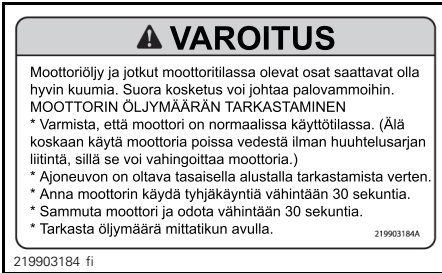 VAROITUS
Moottoriöljy ja jotkut moottoritilassa olevat osat saattavat olla
hyvin kuumia. Suora kosketus voi johtaa palovammoihin.
MOOTTORIN ÖLJYMÄÄRÄN TARKASTAMINEN
* Varmista, että moottori on normaalissa käyttötilassa. (Älä
koskaan käytä moottoria poissa vedestä ilman huuhtelusarjan
liitintä, sillä se voi vahingoittaa moottoria.)
* Ajoneuvon on oltava tasaisella alustalla tarkastamista verten.
* Anna moottorin käydä tyhjäkäyntiä vähintään 30 sekuntia.
* Sammuta moottori ja odota vähintään 30 sekuntia.
* Tarkasta öljymäärä mittatikun avulla.
219903184A
219903184 fi